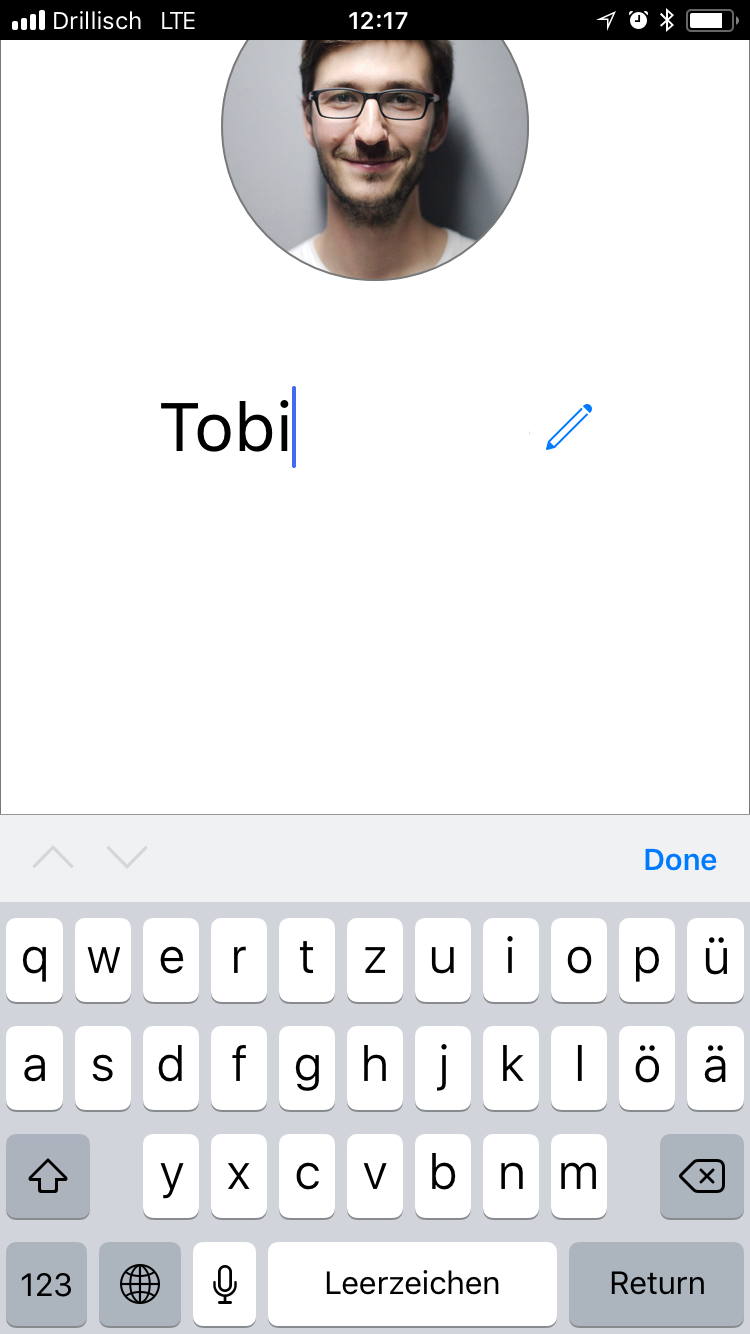 Drillisch LTE 12:17
Tobi
Done
q w e r t z u i o p ü
a s d f g h j k l ö ä
y x c v b n m
123 Leerzeichen Return